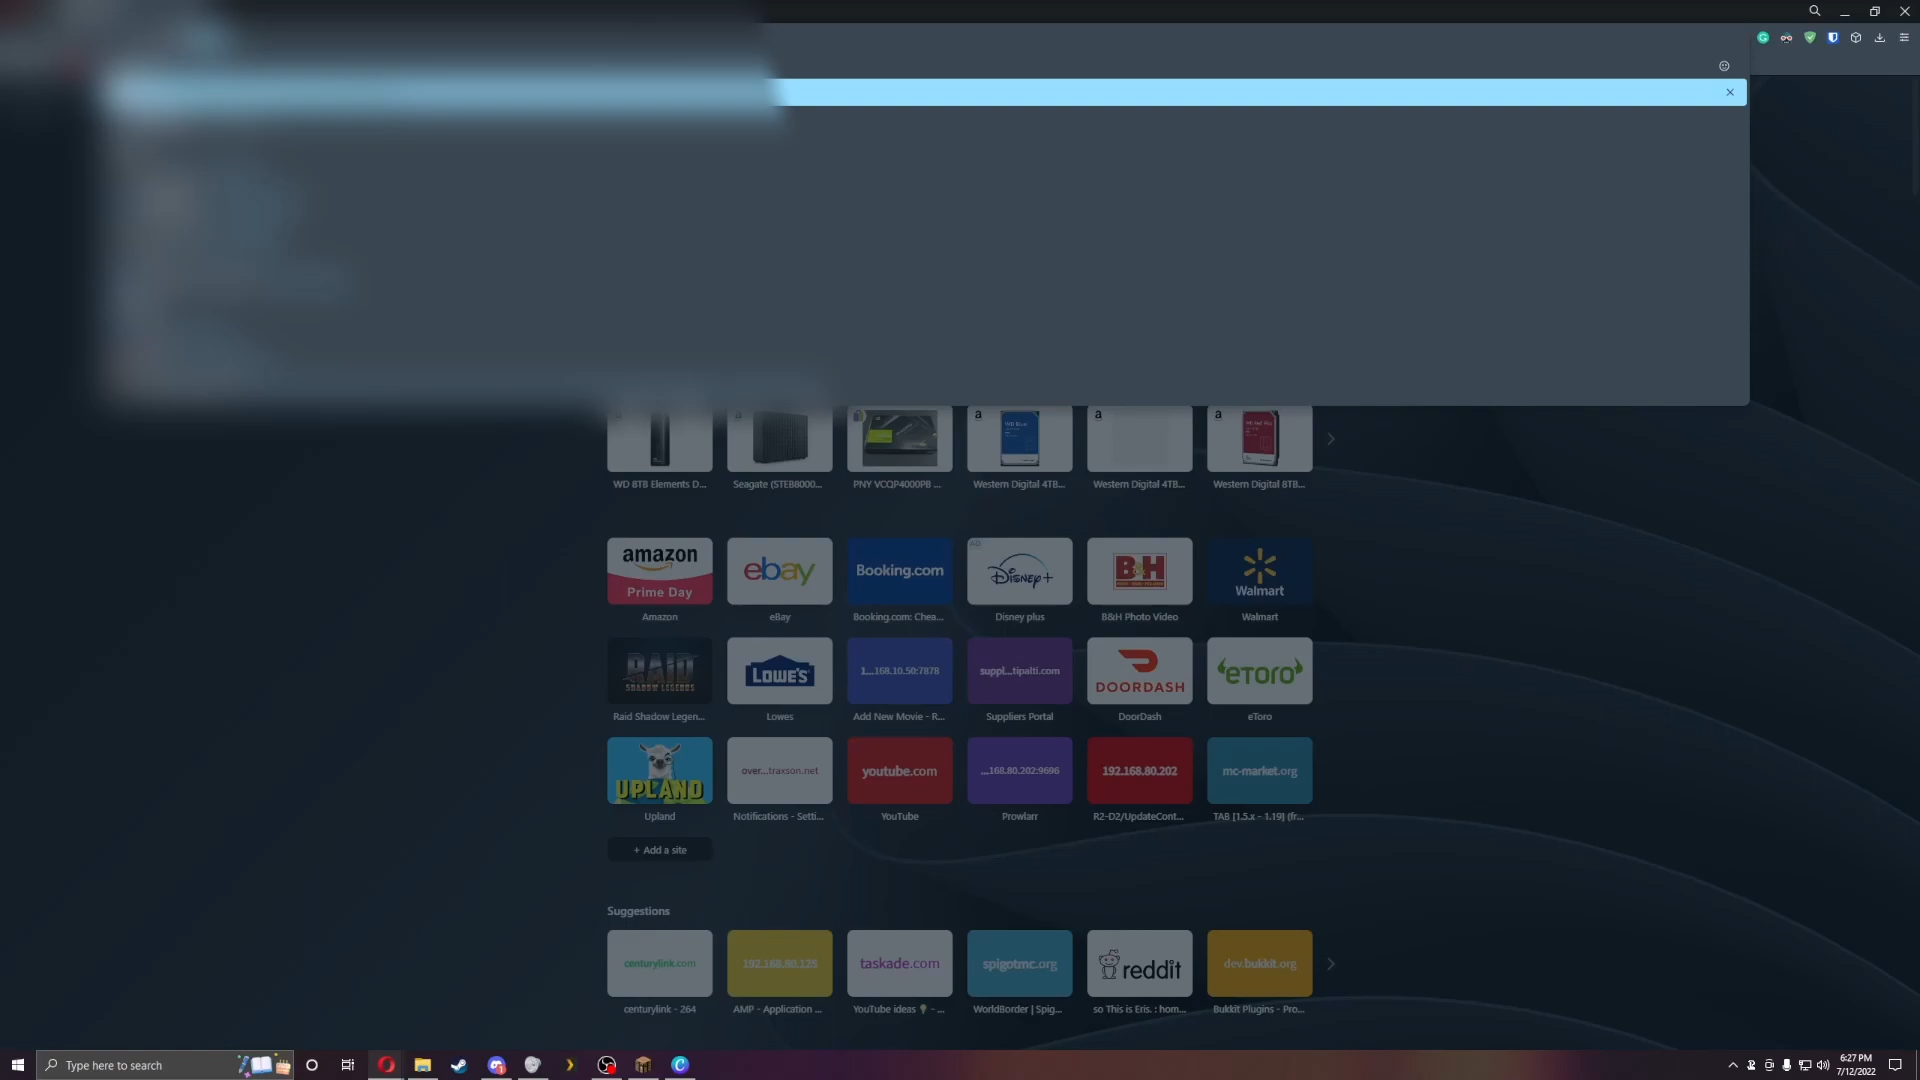 WD 8TB Elements D...
Seagate (STEB8000...
PNY VCQP4000PB ...
Western Digital 4TB...
Western Digital 4TB...
Western Digital 8TB...
amazon
Prime Day
ebay
Booking.com
Disney+
B&H
Walmart
Amazon
eBay
Booking.com: Chea...
Disney plus
B&H Photo Video
Walmart
RAID
SHADOW LEGENDS
LOWE'S
1...168.10.50:7878
suppl...tipalti.com
DOORDASH
eToro
Raid Shadow Legen...
Lowes
Add New Movie - R...
Suppliers Portal
DoorDash
eToro
UPLAND
over...traxson.net
youtube.com
...168.80.202:9696
192.168.80.202
mc-market.org
Upland
Notifications - Setti...
YouTube
Prowlarr
R2-D2/UpdateCont...
TAB [1.5.x - 1.19] (fr...
+ Add a site
Suggestions
centurylink.com
192.168.80.125
taskade.com
spigotmc.org
reddit
dev.bukkit.org
centurylink - 264
AMP - Application ...
YouTube ideas 💡 - ...
WorldBorder | Spig...
so This is Eris. : hom...
Bukkit Plugins - Pro...
Type here to search
6:27 PM
7/12/2022